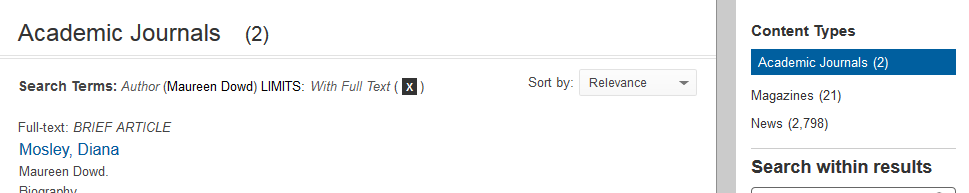 Academic Journals (2)
Search Terms: Author (Maureen Dowd) LIMITS: With Full Text ( X )
Sort by: Relevance
Full-text: BRIEF ARTICLE
Mosley, Diana
Maureen Dowd.
Biography
Content Types
Academic Journals (2)
Magazines (21)
News (2,798)
Search within results